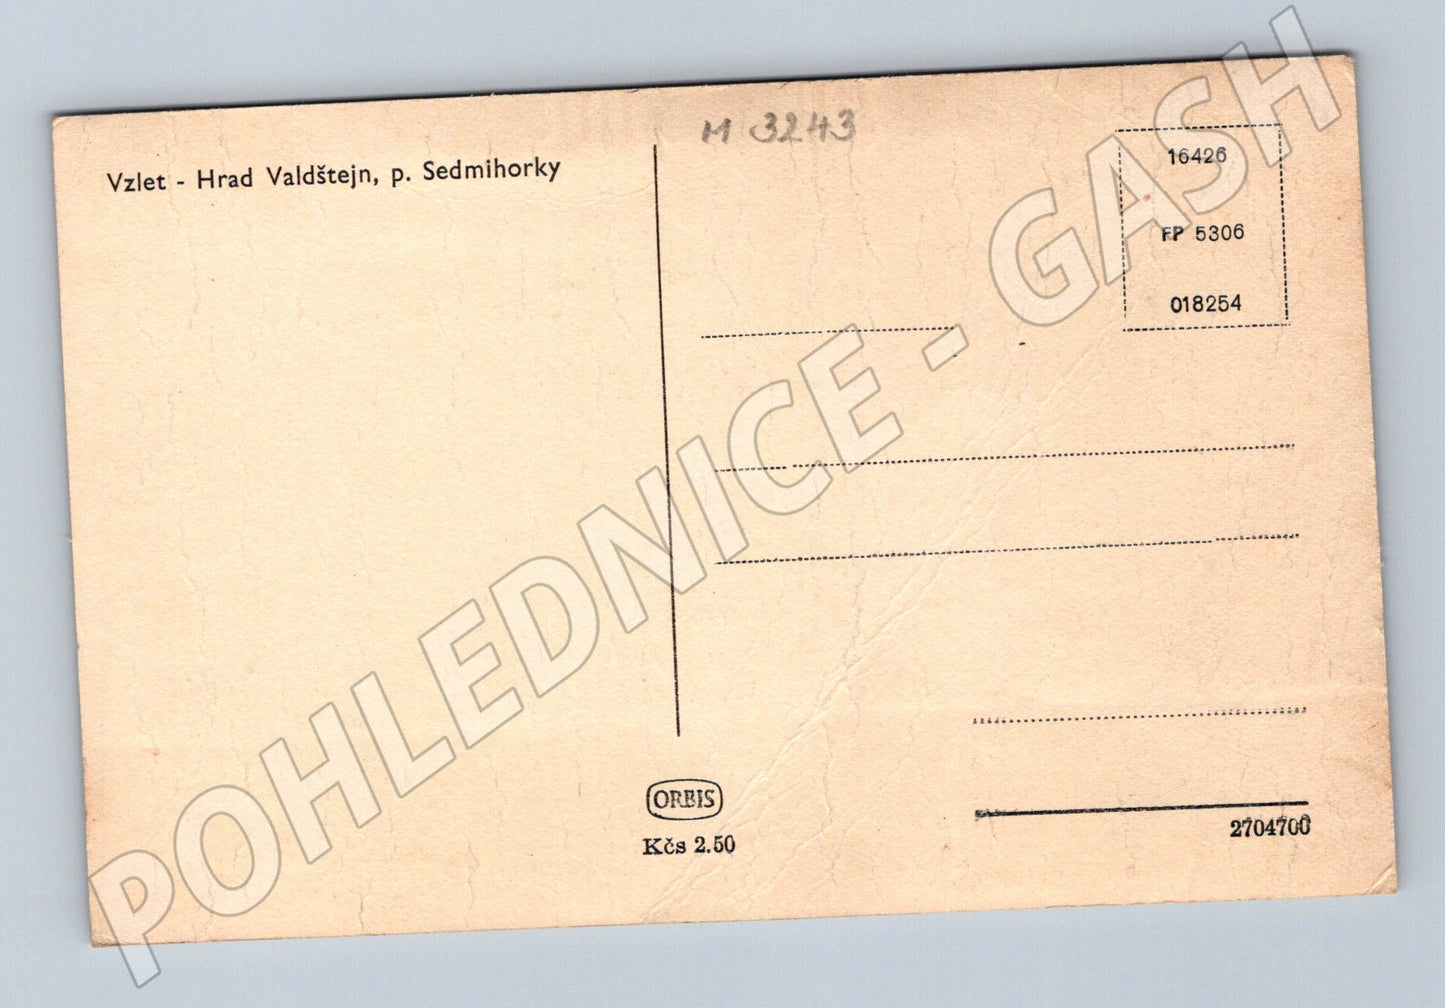 M 3243
Vzlet - Hrad Valdštejn, p. Sedmihorky
16426
FP 5306
018254
ORBIS
Kčs 2.50
2704700
POHLEDNICE - GASH